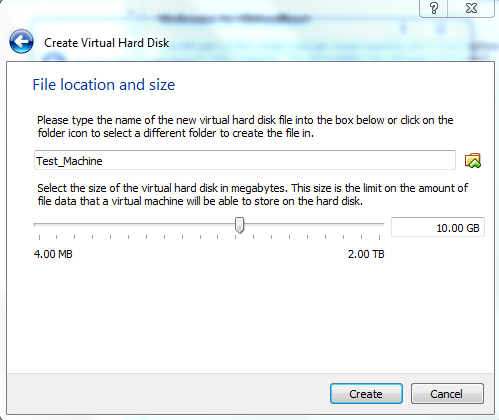 ?
Create Virtual Hard Disk
File location and size
Please type the name of the new virtual hard disk file into the box below or click on the
folder icon to select a different folder to create the file in.
Test_Machine
Select the size of the virtual hard disk in megabytes. This size is the limit on the amount of
file data that a virtual machine will be able to store on the hard disk.
10.00 GB
4.00 MB 2.00 TB
Create Cancel